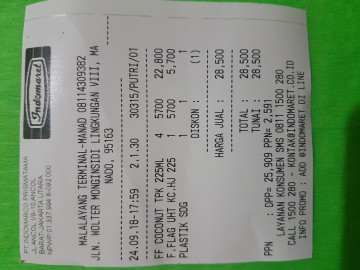 Indomaret
PT INDOMARCO PRISMATAMA
JL.ANCOL I/9-10 ANCOL
BARAT-JAKARTA UTARA
NPWP:01.337.994.6-092.000
MALALAYANG TERMINAL-MANAD 08114309382
JLN. WOLTER MONGINSIDI LINGKUNGAN VIII, MA
NADO, 95163
24.09.18-17:59 2.1.30 30315/PUTRI/01
FF COCONUT TPK 225ML 4 5700 22,800
F.FLAG UHT KC.HJ 225 1 5700 5,700
PLASTIK SDG 1 1
DISKON : (1)
HARGA JUAL : 28,500
TOTAL : 28,500
TUNAI : 28,500
PPN : DPP= 25,909 PPN= 2,591
LAYANAN KONSUMEN SMS 0811 1500 280
CALL 1500 280 - KONTAK@INDOMARET.CO.ID
INFO PROMO : ADD @INDOMARET DI LINE